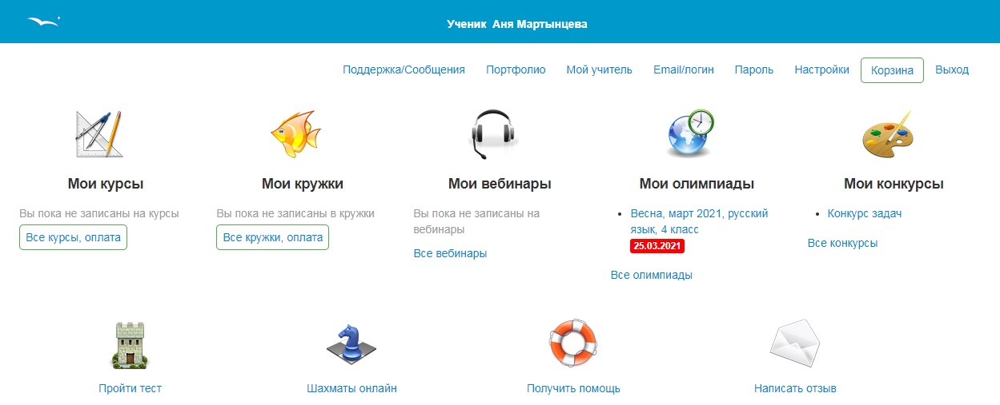 Ученик Аня Мартынцева
Поддержка/Сообщения Портфолио Мой учитель Email/логин Пароль Настройки Корзина Выход
Мои курсы
Вы пока не записаны на курсы
Все курсы, оплата
Мои кружки
Вы пока не записаны в кружки
Все кружки, оплата
Мои вебинары
Вы пока не записаны на
вебинары
Все вебинары
Мои олимпиады
Весна, март 2021, русский
язык, 4 класс
25.03.2021
Все олимпиады
Мои конкурсы
Конкурс задач
Все конкурсы
Пройти тест
Шахматы онлайн
Получить помощь
Написать отзыв